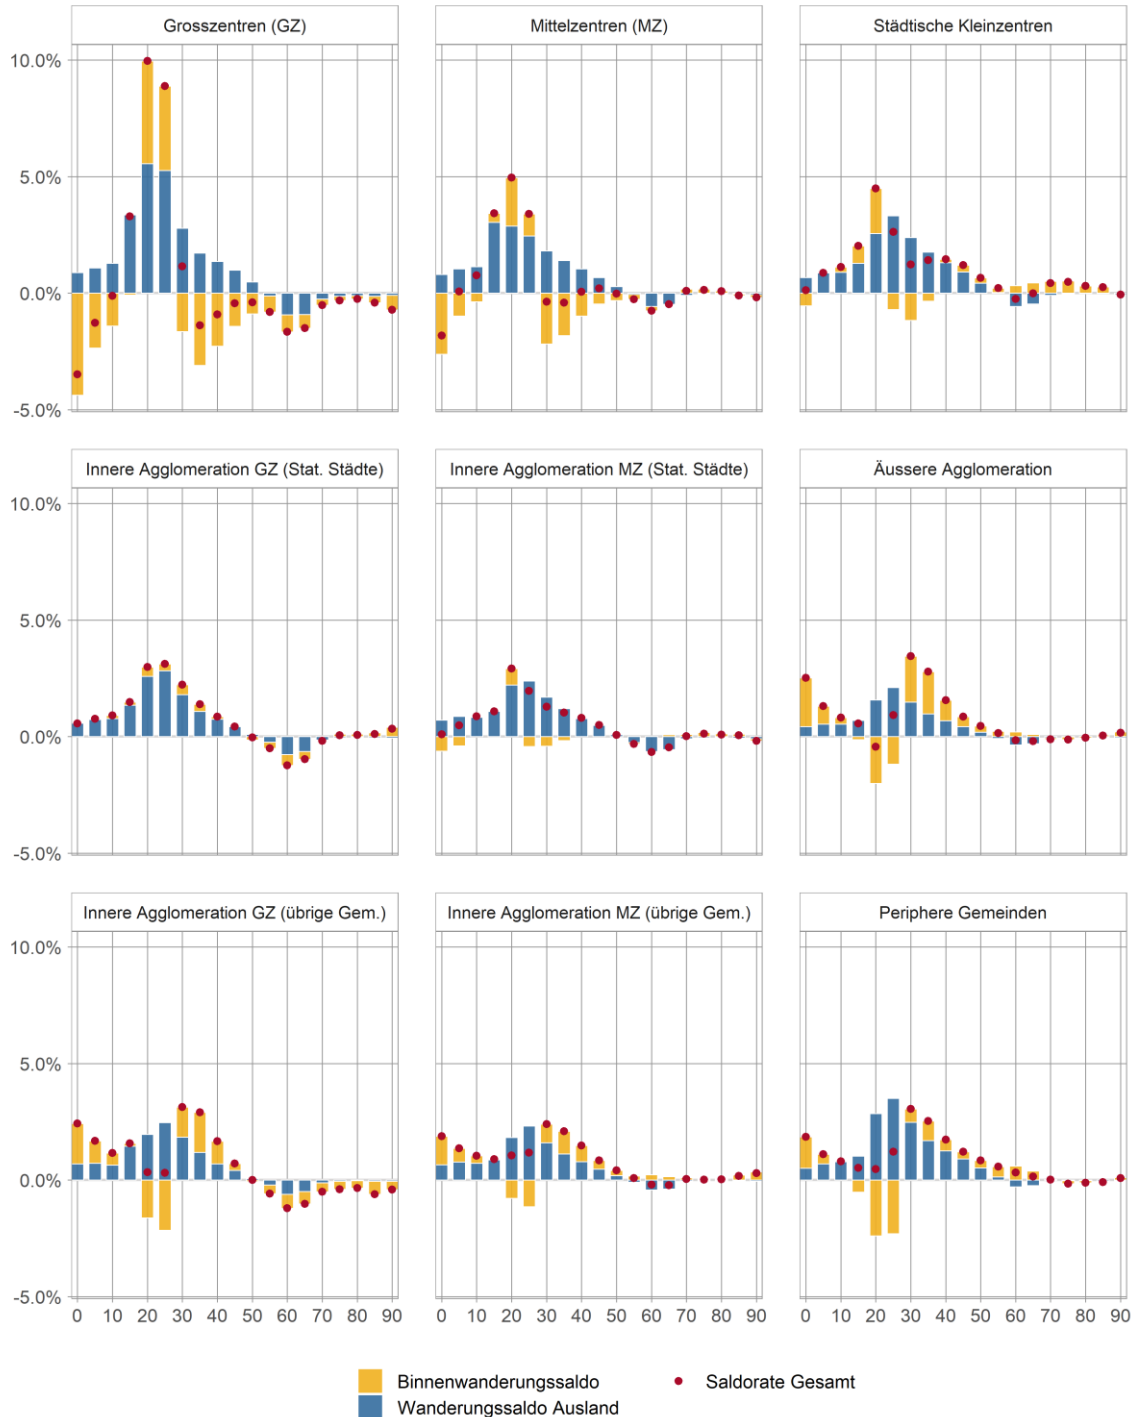 Grosszentren (GZ) Mittelzentren (MZ) Städtische Kleinzentren
10.0%
5.0%
0.0%
-5.0%
Innere Agglomeration GZ (Stat. Städte) Innere Agglomeration MZ (Stat. Städte) Äussere Agglomeration
10.0%
5.0%
0.0%
-5.0%
Innere Agglomeration GZ (übrige Gem.) Innere Agglomeration MZ (übrige Gem.) Periphere Gemeinden
10.0%
5.0%
0.0%
-5.0%
0 10 20 30 40 50 60 70 80 90 0 10 20 30 40 50 60 70 80 90 0 10 20 30 40 50 60 70 80 90
Binnenwanderungssaldo Saldorate Gesamt
Wanderungssaldo Ausland